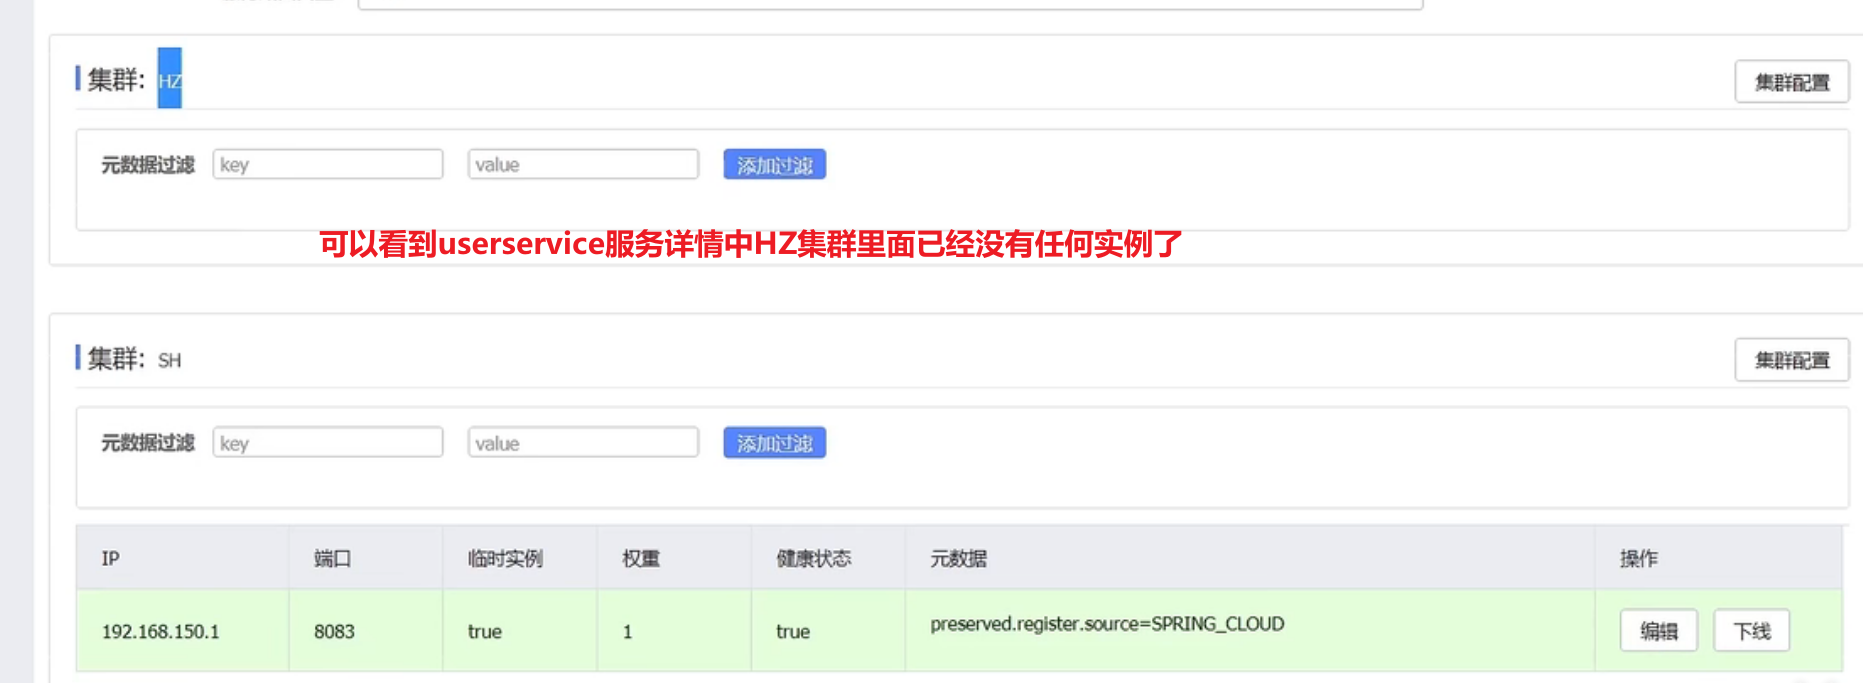 集群: HZ 集群配置
元数据过滤 key value 添加过滤
可以看到userservice服务详情中HZ集群里面已经没有任何实例了
集群: SH 集群配置
元数据过滤 key value 添加过滤
IP 端口 临时实例 权重 健康状态 元数据 操作
192.168.150.1 8083 true 1 true preserved.register.source=SPRING_CLOUD 编辑 下线